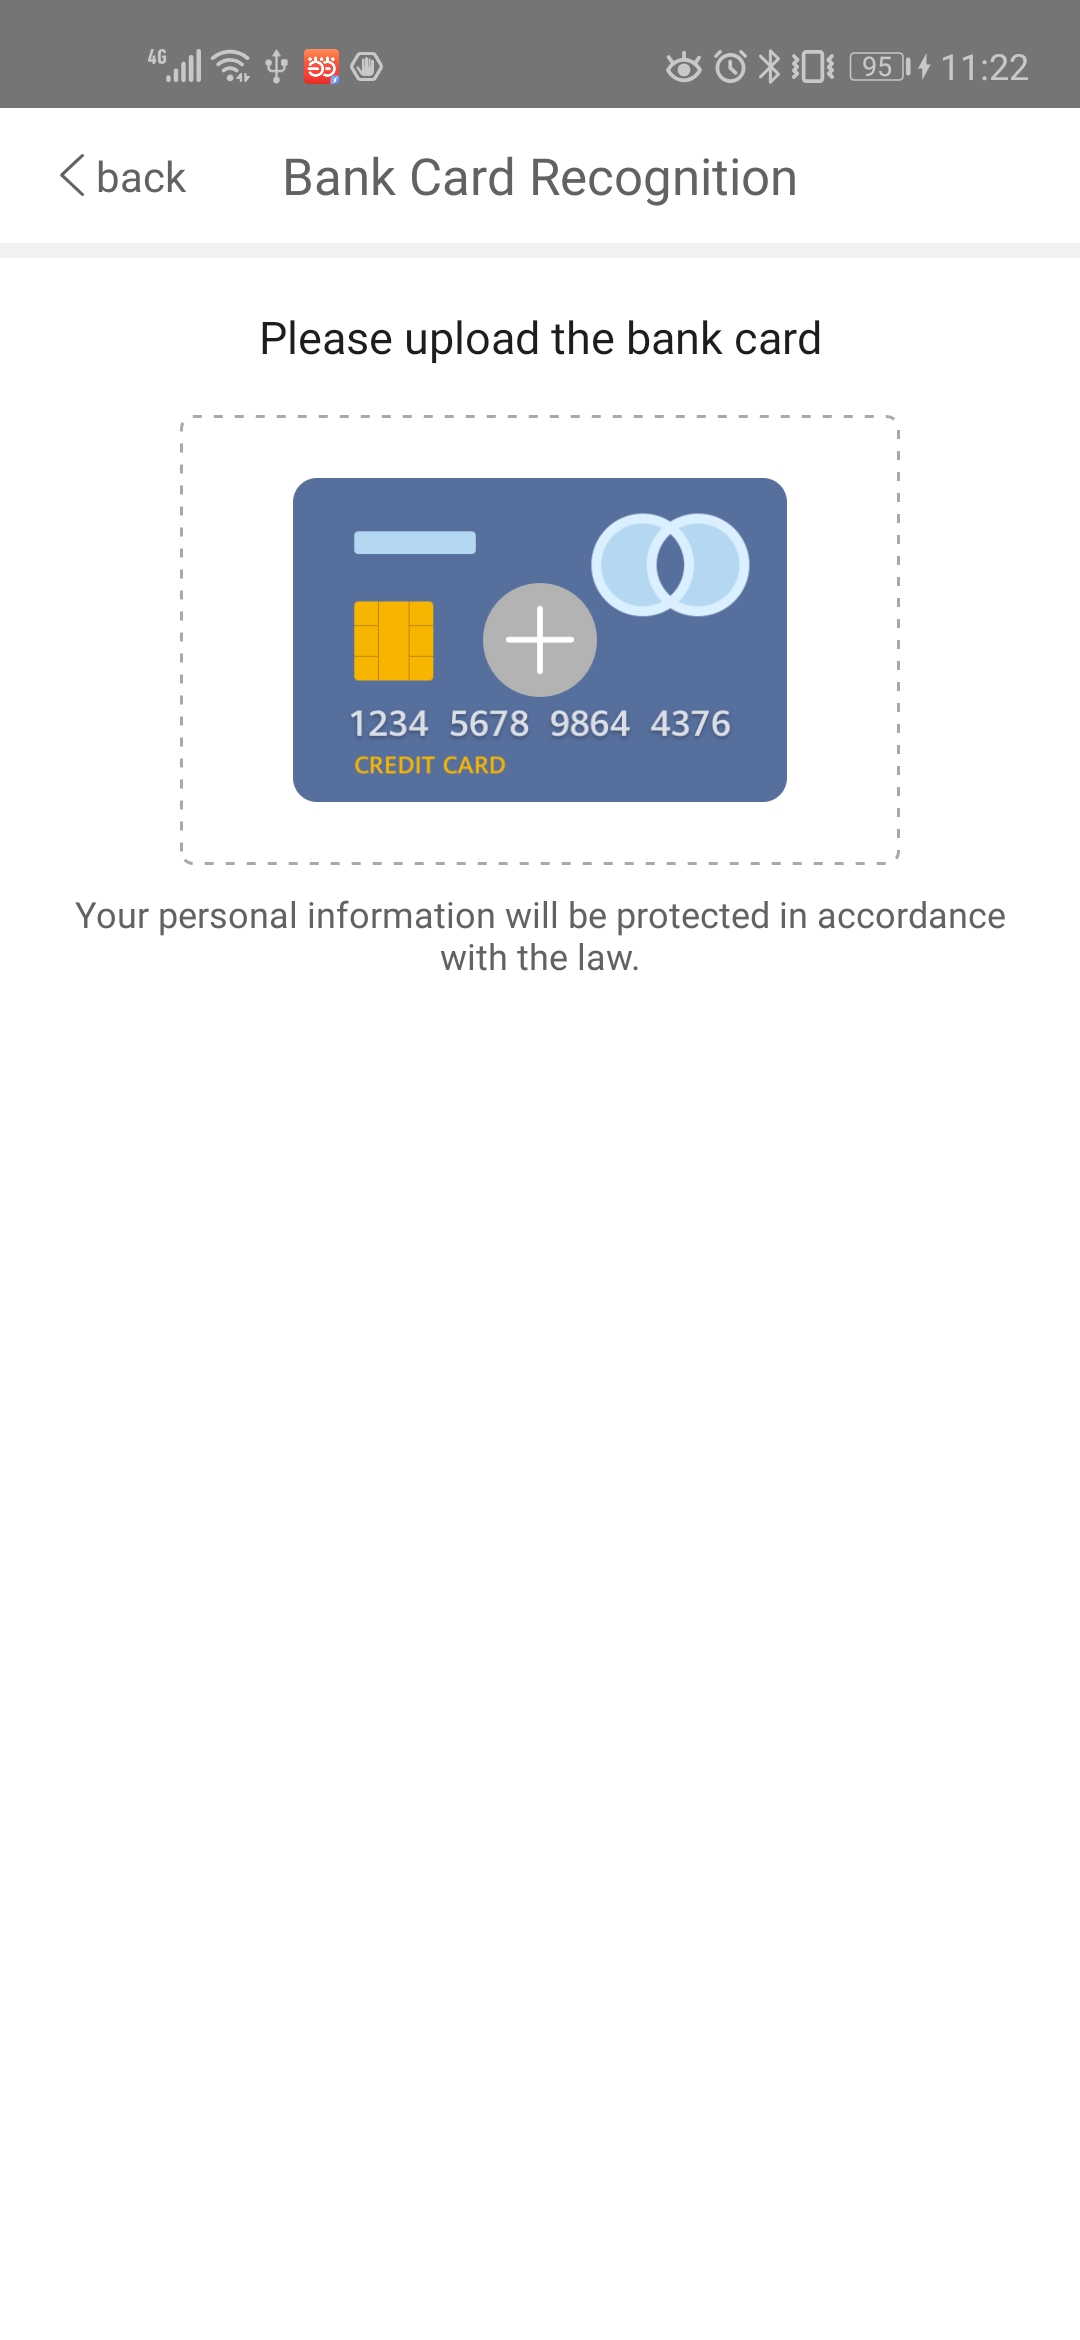 4G 95 11:22
back Bank Card Recognition
Please upload the bank card
1234 5678 9864 4376
CREDIT CARD
Your personal information will be protected in accordance
with the law.